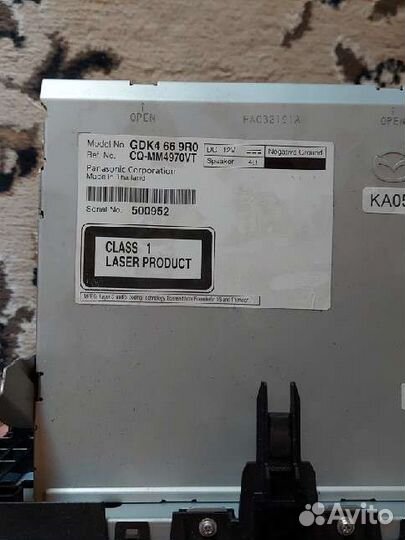 OPEN
OPEN
Model No. GDK4 66 9R0
Ref. No. CQ-MM4970VT
DC 12V
Negative Ground
Speaker 4Ω
Panasonic Corporation
Made in Thailand
Serial No. 500952
CLASS 1
LASER PRODUCT
KA05
Avito